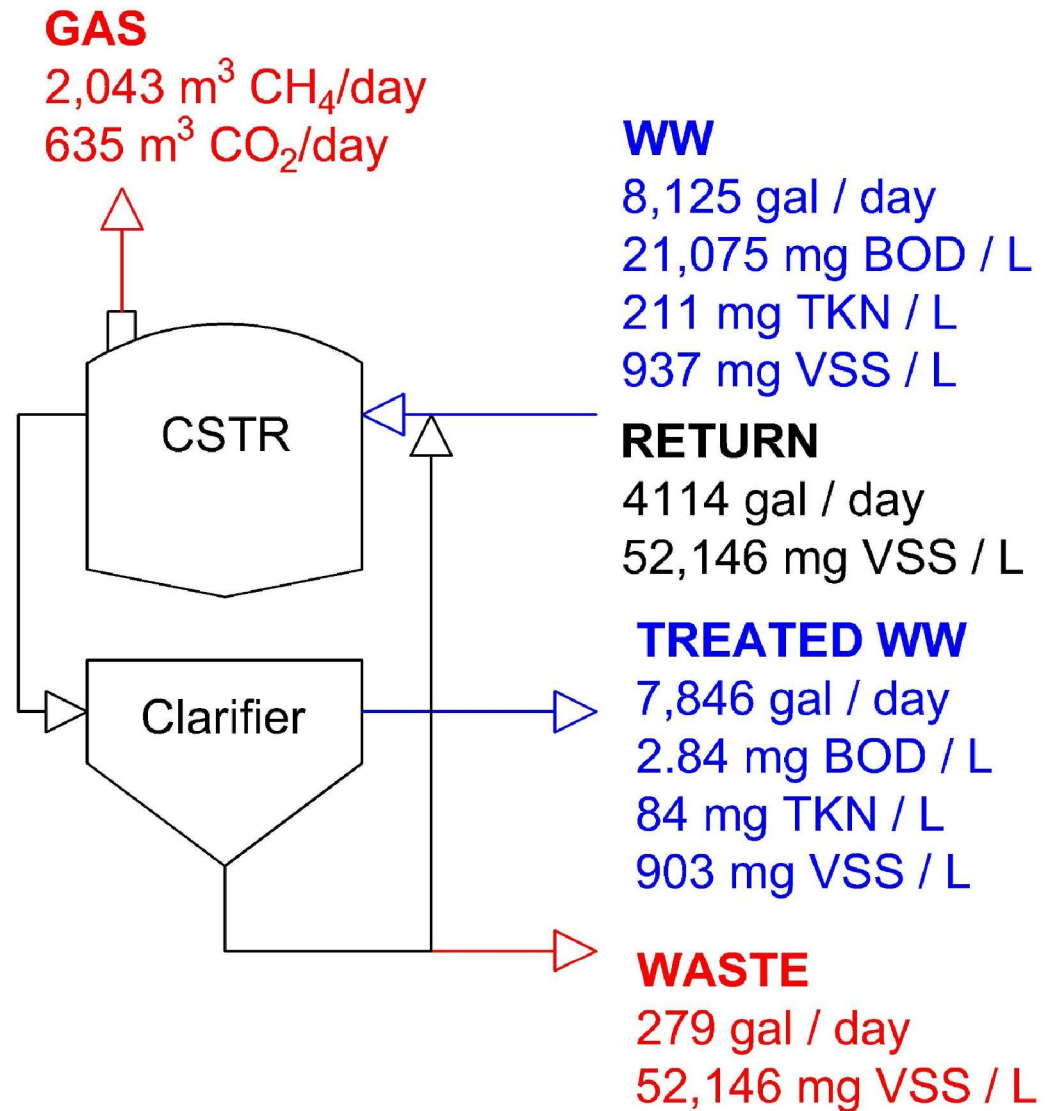 GAS
2,043 m³ CH₄/day
635 m³ CO₂/day
WW
8,125 gal / day
21,075 mg BOD / L
211 mg TKN / L
937 mg VSS / L
CSTR
RETURN
4114 gal / day
52,146 mg VSS / L
Clarifier
TREATED WW
7,846 gal / day
2.84 mg BOD / L
84 mg TKN / L
903 mg VSS / L
WASTE
279 gal / day
52,146 mg VSS / L